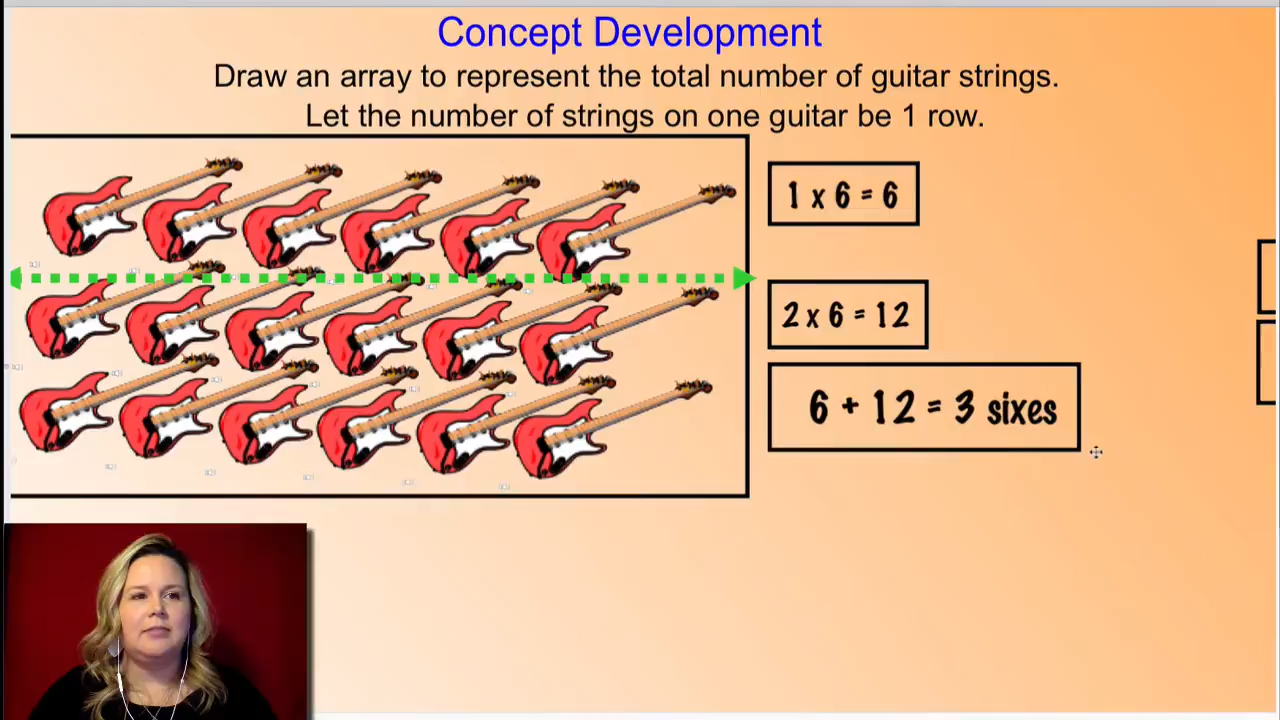 Concept Development
Draw an array to represent the total number of guitar strings.
Let the number of strings on one guitar be 1 row.
1 x 6 = 6
2 x 6 = 12
6 + 12 = 3 sixes